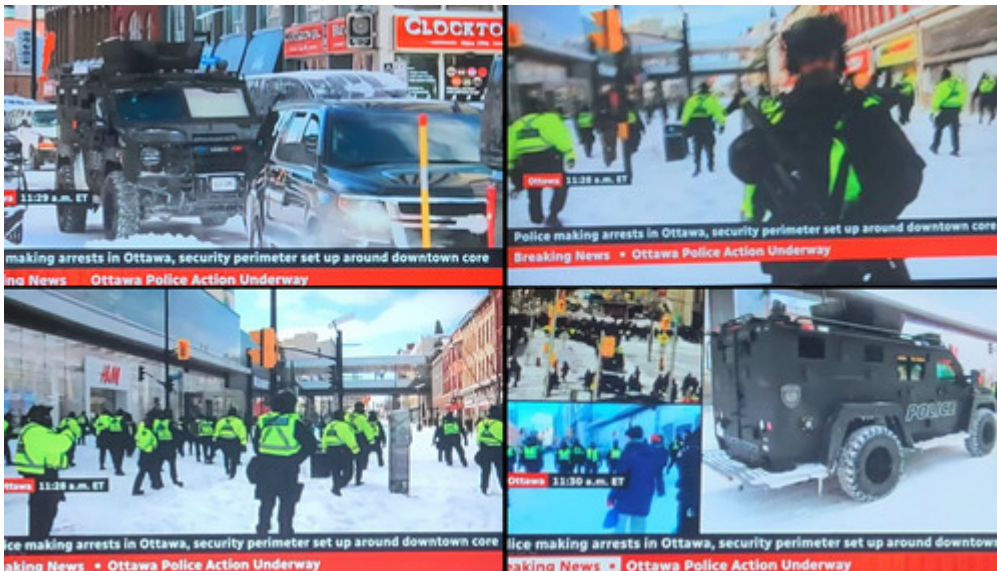 CLOCKTO
11:29 a.m. ET
making arrests in Ottawa, security perimeter set up around downtown core
ing News Ottawa Police Action Underway
Ottawa 11:28 a.m. ET
Police making arrests in Ottawa, security perimeter set up around downtown core
Breaking News • Ottawa Police Action Underway
H&M
ttawa 11:28 a.m. ET
ice making arrests in Ottawa, security perimeter set up around downtown core
aking News • Ottawa Police Action Underway
POLICE
Ottawa 11:30 a.m. ET
lice making arrests in Ottawa, security perimeter set up around downtown
eaking News • Ottawa Police Action Underway